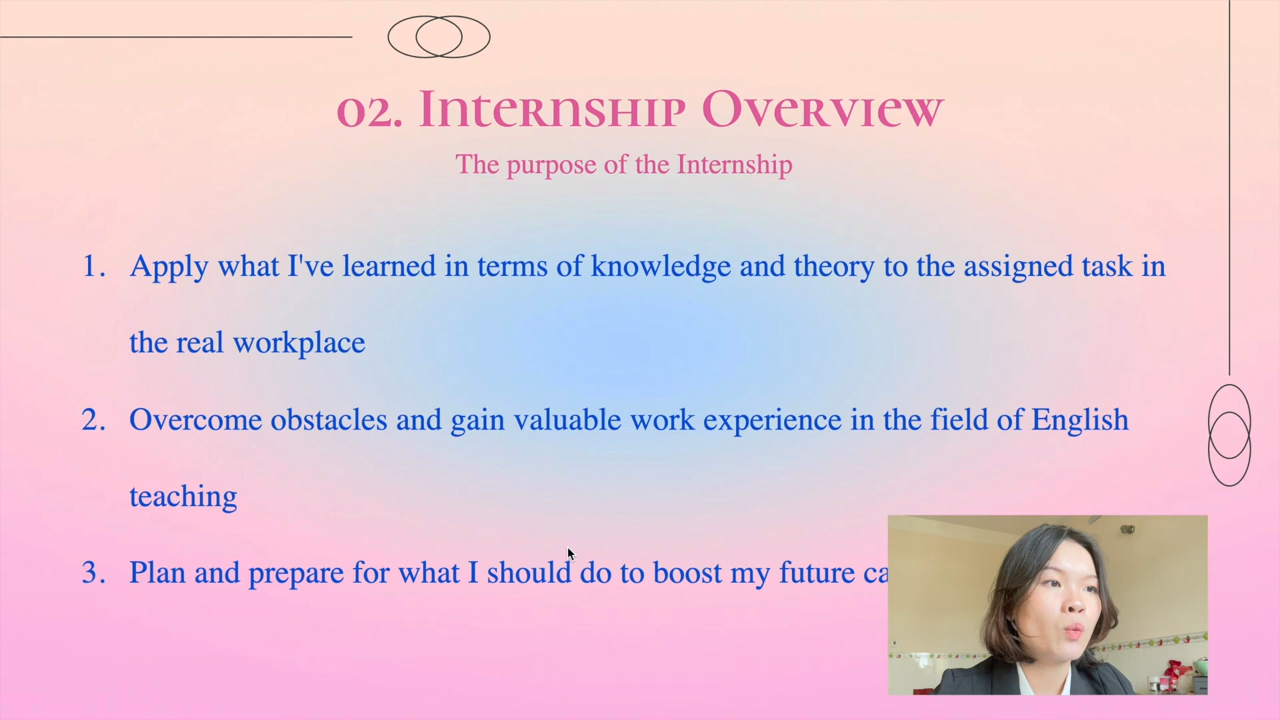 02. Internship Overview
The purpose of the Internship
1. Apply what I've learned in terms of knowledge and theory to the assigned task in
the real workplace
2. Overcome obstacles and gain valuable work experience in the field of English
teaching
3. Plan and prepare for what I should do to boost my future